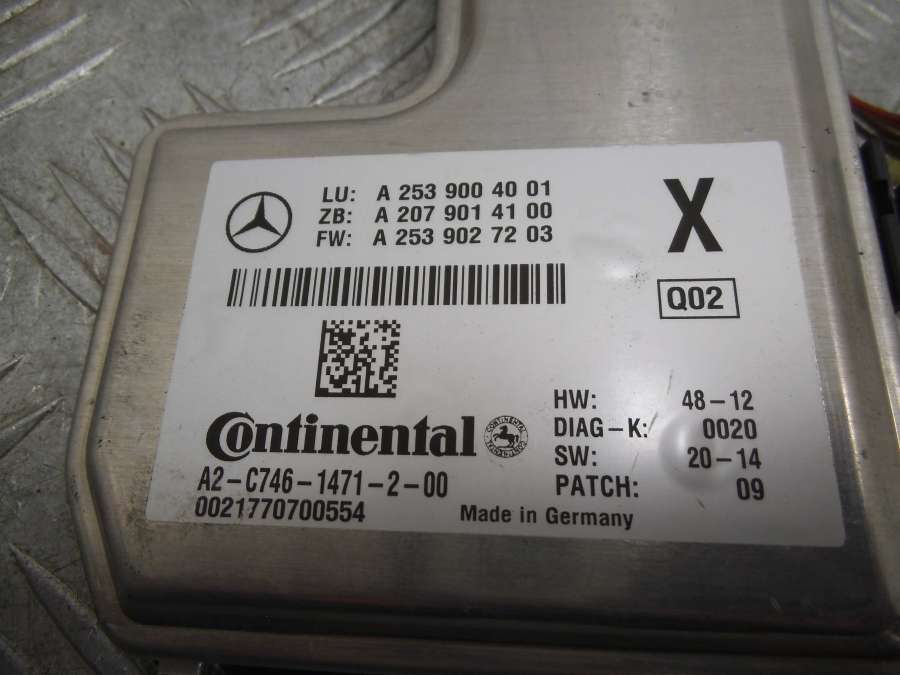 LU: A 253 900 40 01
ZB: A 207 901 41 00
FW: A 253 902 72 03
X
Q02
Continental
A2-C746-1471-2-00
0021770700554
HW: 48-12
DIAG-K: 0020
SW: 20-14
PATCH: 09
Made in Germany